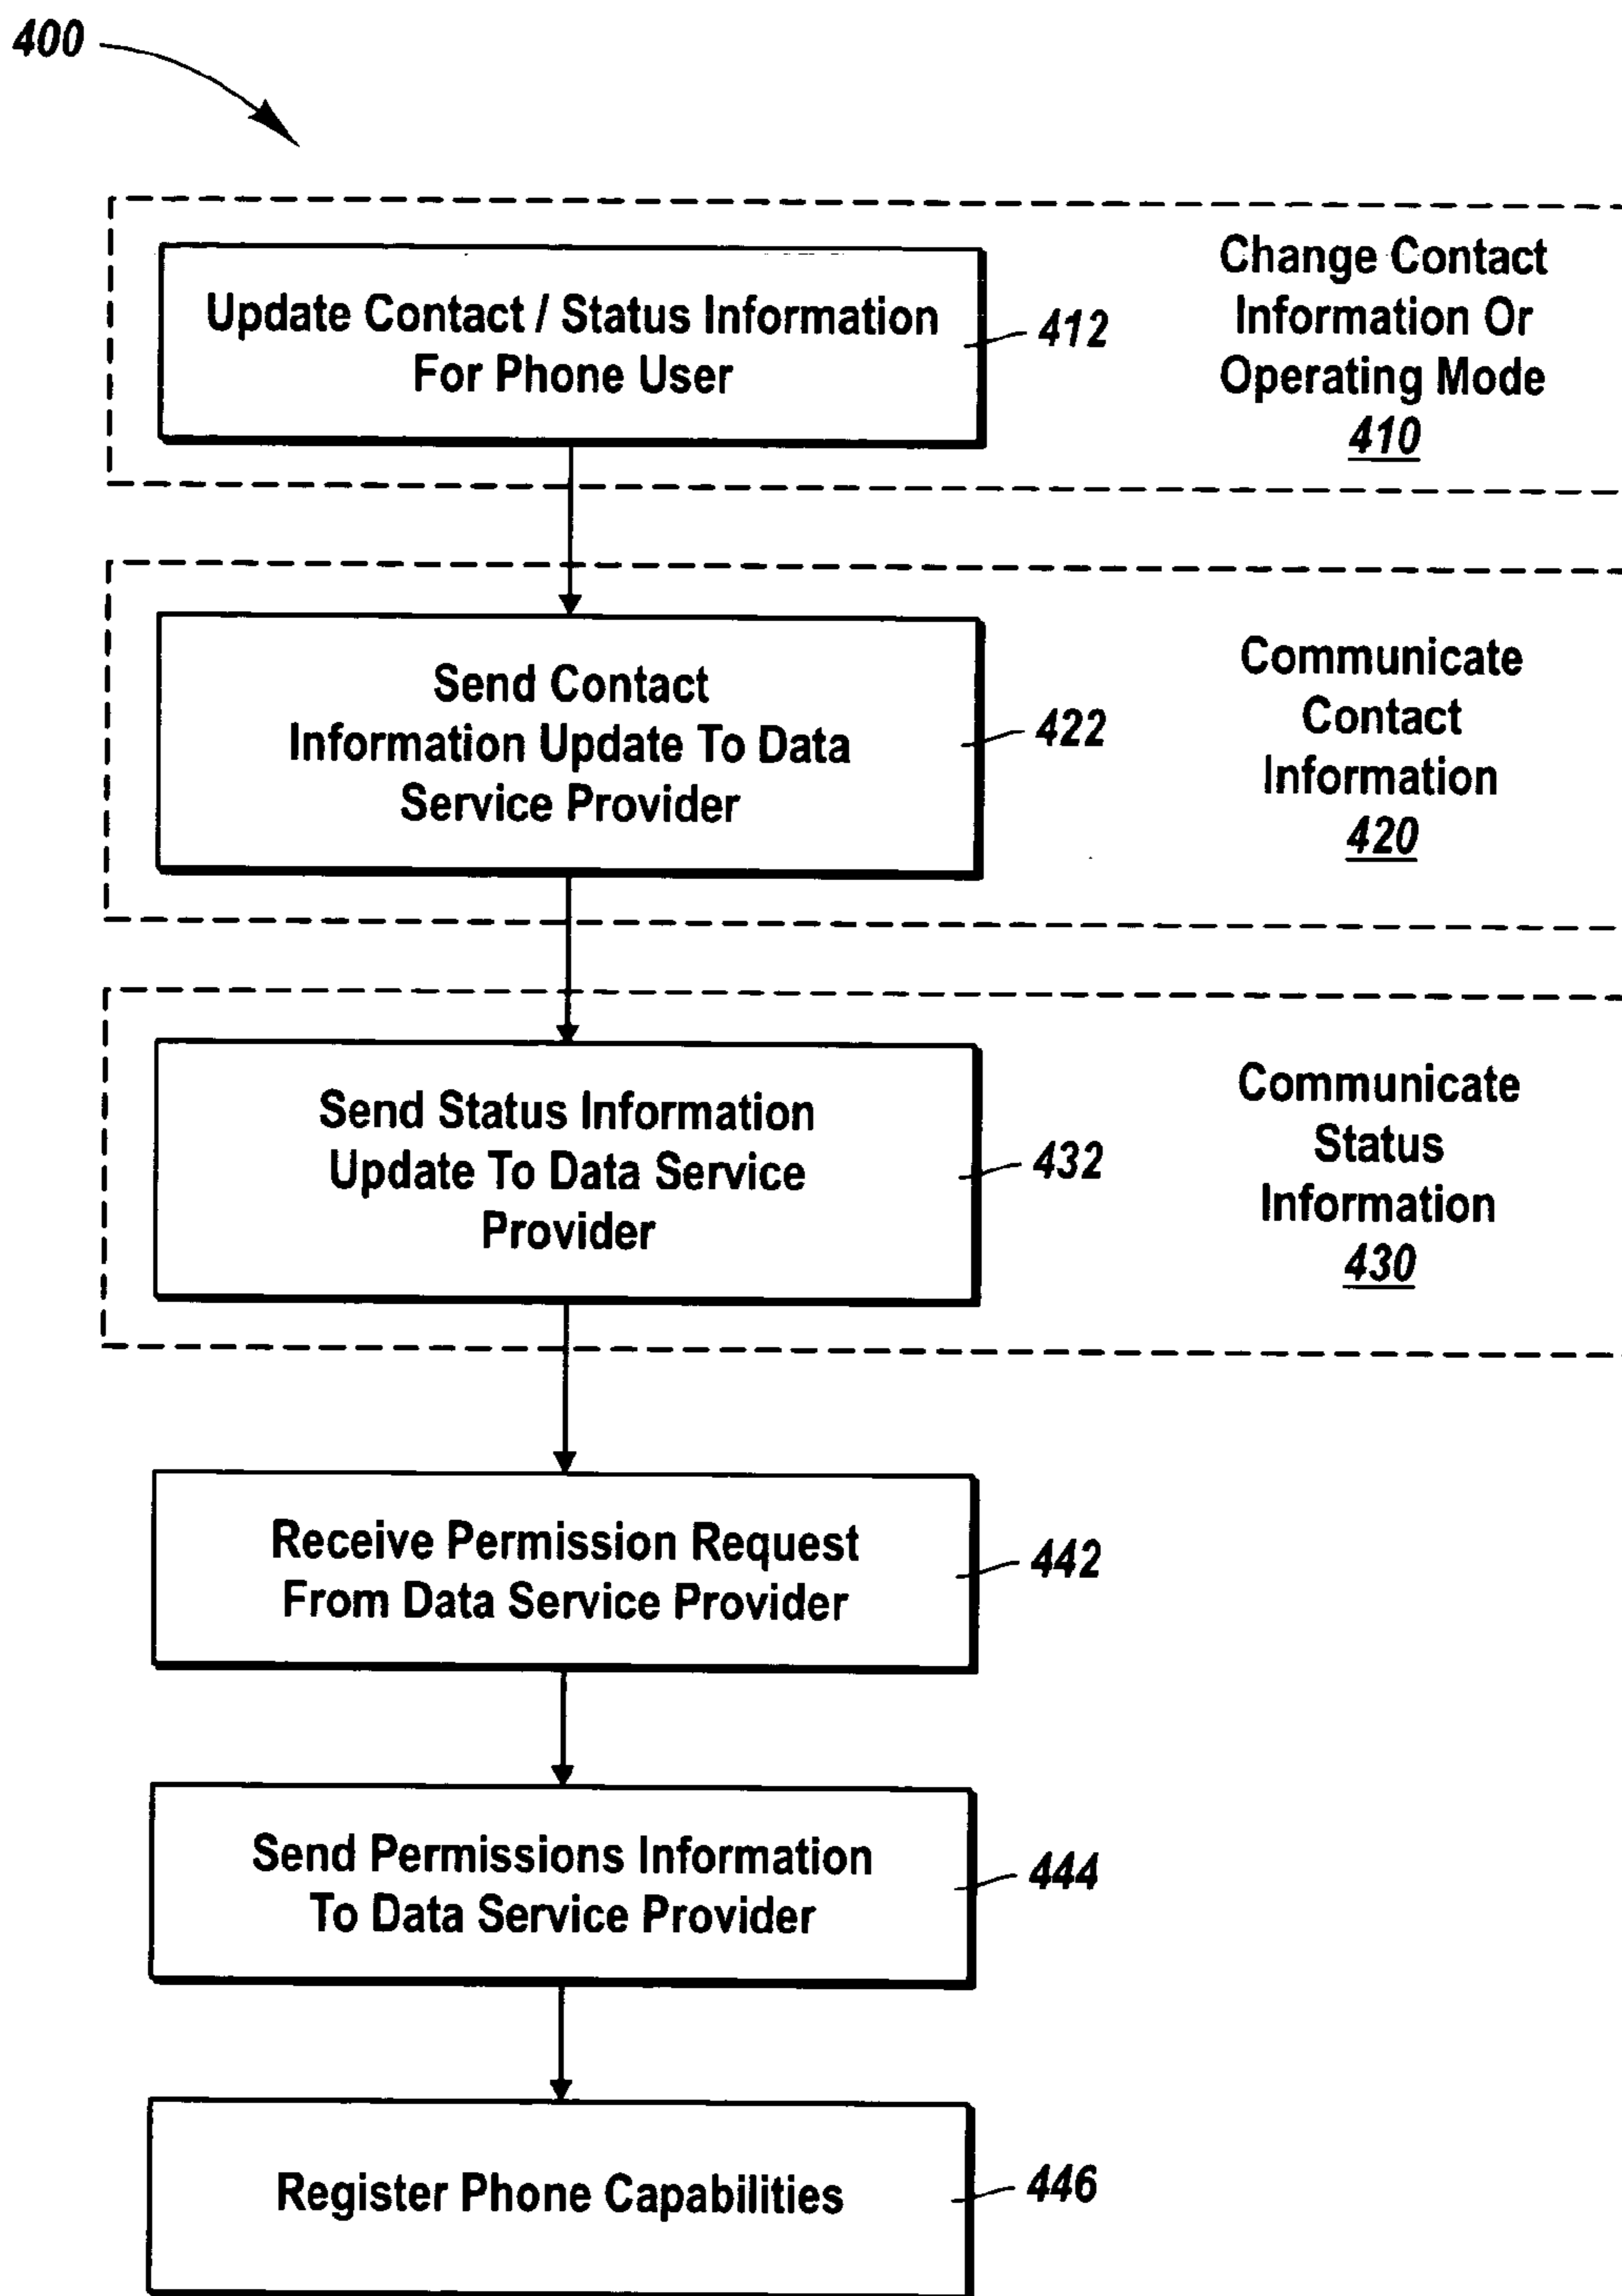 400
Update Contact / Status Information
For Phone User
412
Change Contact
Information Or
Operating Mode
410
Send Contact
Information Update To Data
Service Provider
422
Communicate
Contact
Information
420
Send Status Information
Update To Data Service
Provider
432
Communicate
Status
Information
430
Receive Permission Request
From Data Service Provider
442
Send Permissions Information
To Data Service Provider
444
Register Phone Capabilities
446